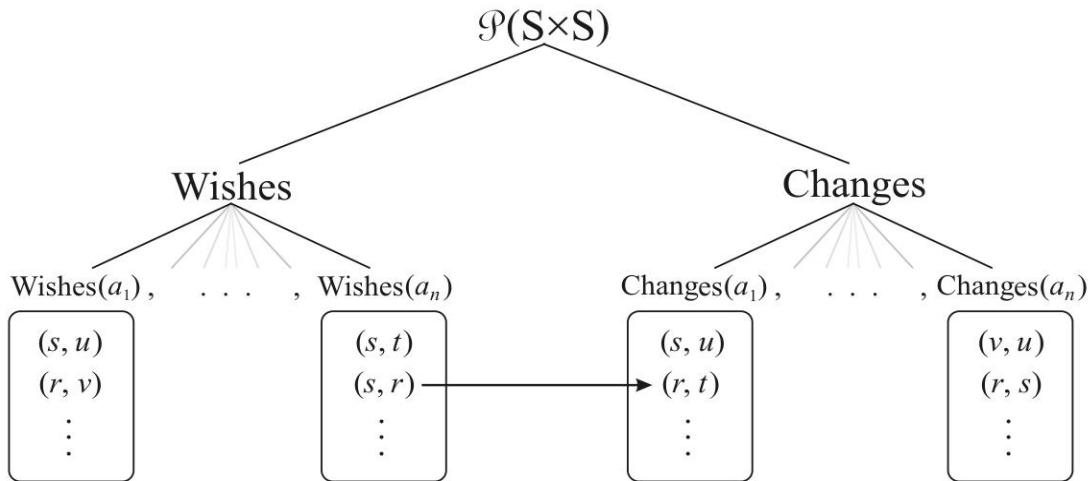 𝒫(S×S)
Wishes Changes
Wishes(a₁) , . . . , Wishes(aₙ) Changes(a₁) , . . . , Changes(aₙ)
(s, u) (s, t) (s, u) (v, u)
(r, v) (s, r) (r, t) (r, s)
⋮ ⋮ ⋮ ⋮